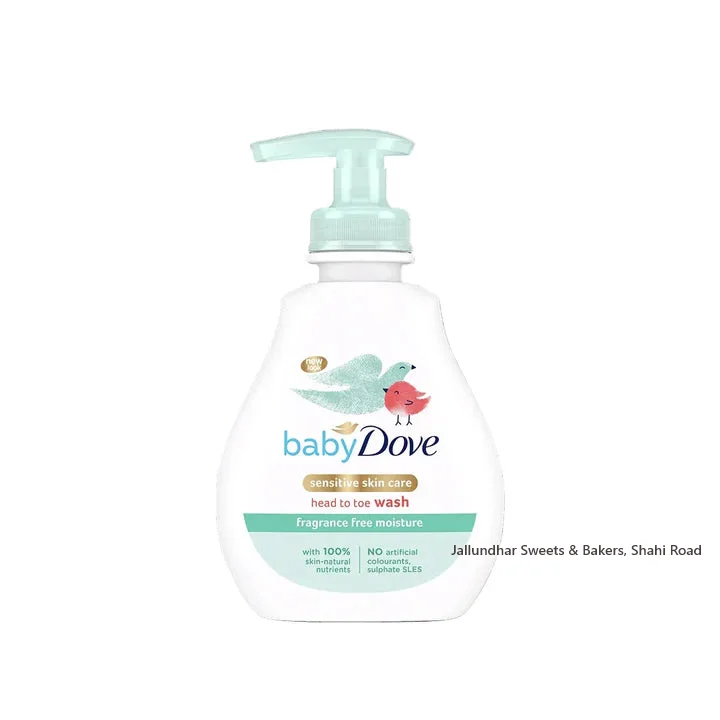 new
look
baby Dove
sensitive skin care
head to toe wash
fragrance free moisture
with 100%
skin-natural
nutrients
NO artificial
colourants,
sulphate SLES
Jallundhar Sweets & Bakers, Shahi Road